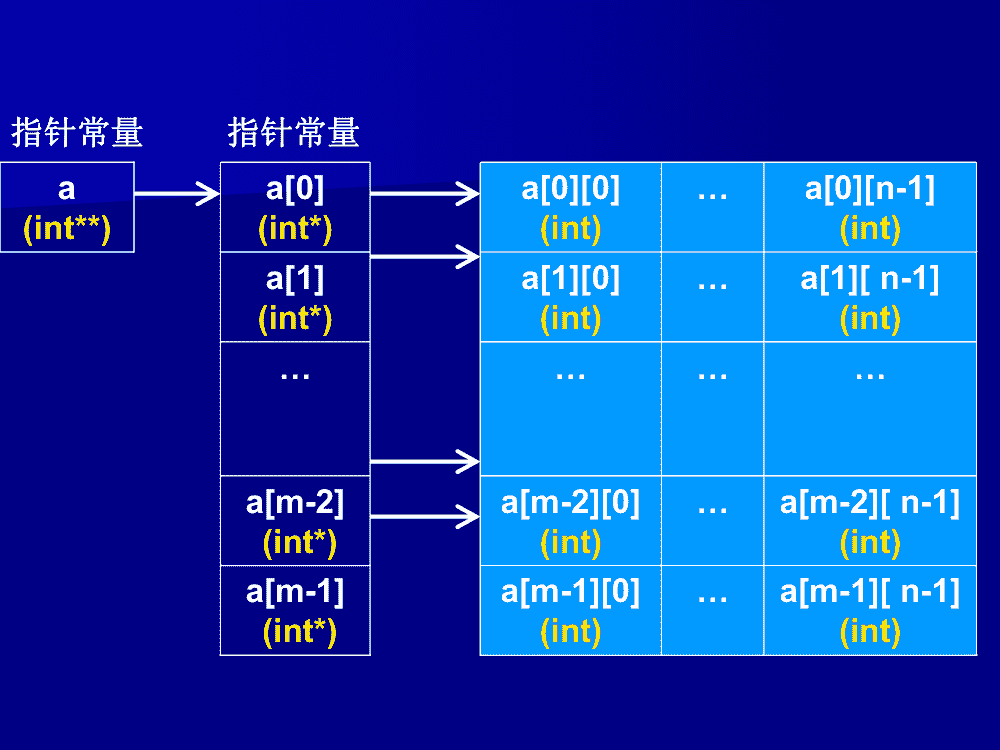 指针常量 指针常量
a a[0] a[0][0] … a[0][n-1]
(int**) (int*) (int) (int)
a[1] a[1][0] … a[1][ n-1]
(int*) (int) (int)
… … … …
a[m-2] a[m-2][0] … a[m-2][ n-1]
(int*) (int) (int)
a[m-1] a[m-1][0] … a[m-1][ n-1]
(int*) (int) (int)